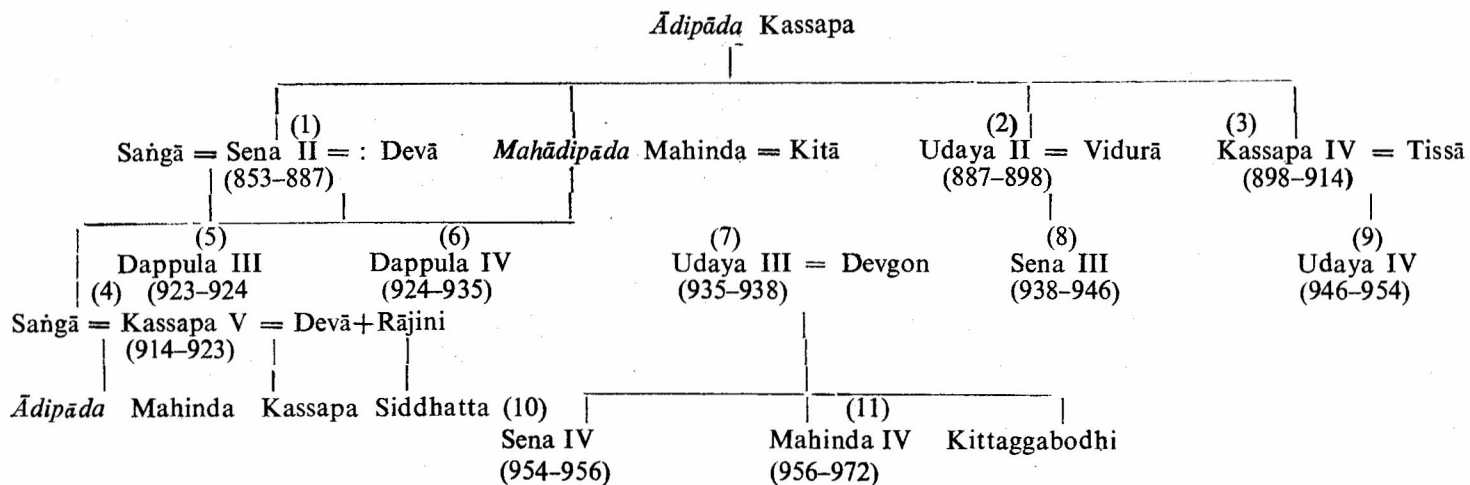 Ādipāda Kassapa
(1) (2) (3)
Saṅgā = Sena II = : Devā Mahādipāda Mahinda = Kitā Udaya II = Vidurā Kassapa IV = Tissā
(853–887) (887–898) (898–914)
(5) (6) (7) (8) (9)
Dappula III Dappula IV Udaya III = Devgon Sena III Udaya IV
(4) (923–924 (924–935) (935–938) (938–946) (946–954)
Saṅgā = Kassapa V = Devā+Rājini
(914–923)
Ādipāda Mahinda Kassapa Siddhatta (10) (11)
Sena IV Mahinda IV Kittaggabodhi
(954–956) (956–972)